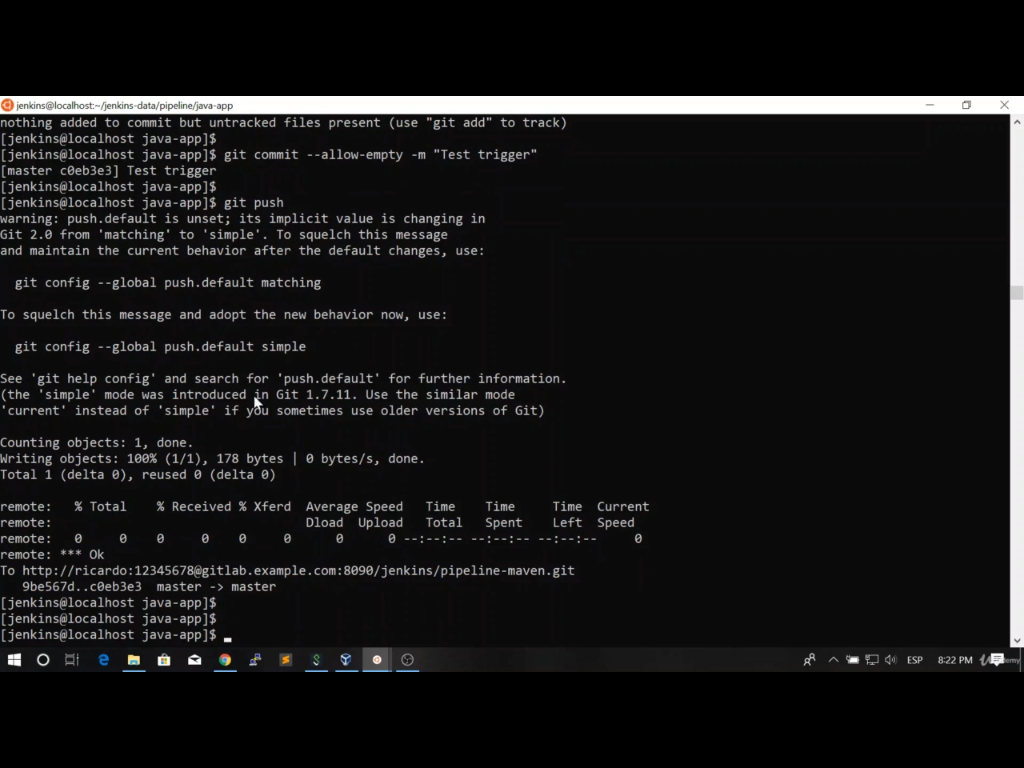 jenkins@localhost:~/jenkins-data/pipeline/java-app
nothing added to commit but untracked files present (use "git add" to track)
[jenkins@localhost java-app]$
[jenkins@localhost java-app]$ git commit --allow-empty -m "Test trigger"
[master c0eb3e3] Test trigger
[jenkins@localhost java-app]$
[jenkins@localhost java-app]$ git push
warning: push.default is unset; its implicit value is changing in
Git 2.0 from 'matching' to 'simple'. To squelch this message
and maintain the current behavior after the default changes, use:
git config --global push.default matching
To squelch this message and adopt the new behavior now, use:
git config --global push.default simple
See 'git help config' and search for 'push.default' for further information.
(the 'simple' mode was introduced in Git 1.7.11. Use the similar mode
'current' instead of 'simple' if you sometimes use older versions of Git)
Counting objects: 1, done.
Writing objects: 100% (1/1), 178 bytes | 0 bytes/s, done.
Total 1 (delta 0), reused 0 (delta 0)
remote:   % Total    % Received % Xferd  Average Speed   Time    Time     Time  Current
remote:                                  Dload  Upload   Total   Spent    Left  Speed
remote:   0     0    0     0    0     0      0      0 --:--:-- --:--:-- --:--:--     0
remote: *** Ok
To http://ricardo:12345678@gitlab.example.com:8090/jenkins/pipeline-maven.git
9be567d..c0eb3e3  master -> master
[jenkins@localhost java-app]$
[jenkins@localhost java-app]$
[jenkins@localhost java-app]$
ESP 8:22 PM